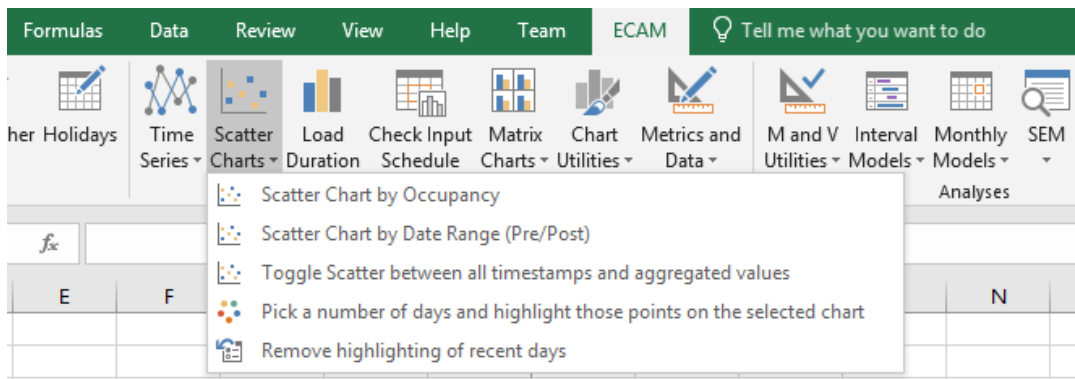 Formulas Data Review View Help Team ECAM Tell me what you want to do
her Holidays Time Scatter Load Check Input Matrix Chart Metrics and M and V Interval Monthly SEM
Series Charts Duration Schedule Charts Utilities Data Utilities Models Models
Analyses
Scatter Chart by Occupancy
Scatter Chart by Date Range (Pre/Post)
Toggle Scatter between all timestamps and aggregated values
Pick a number of days and highlight those points on the selected chart
Remove highlighting of recent days
fx
E F N